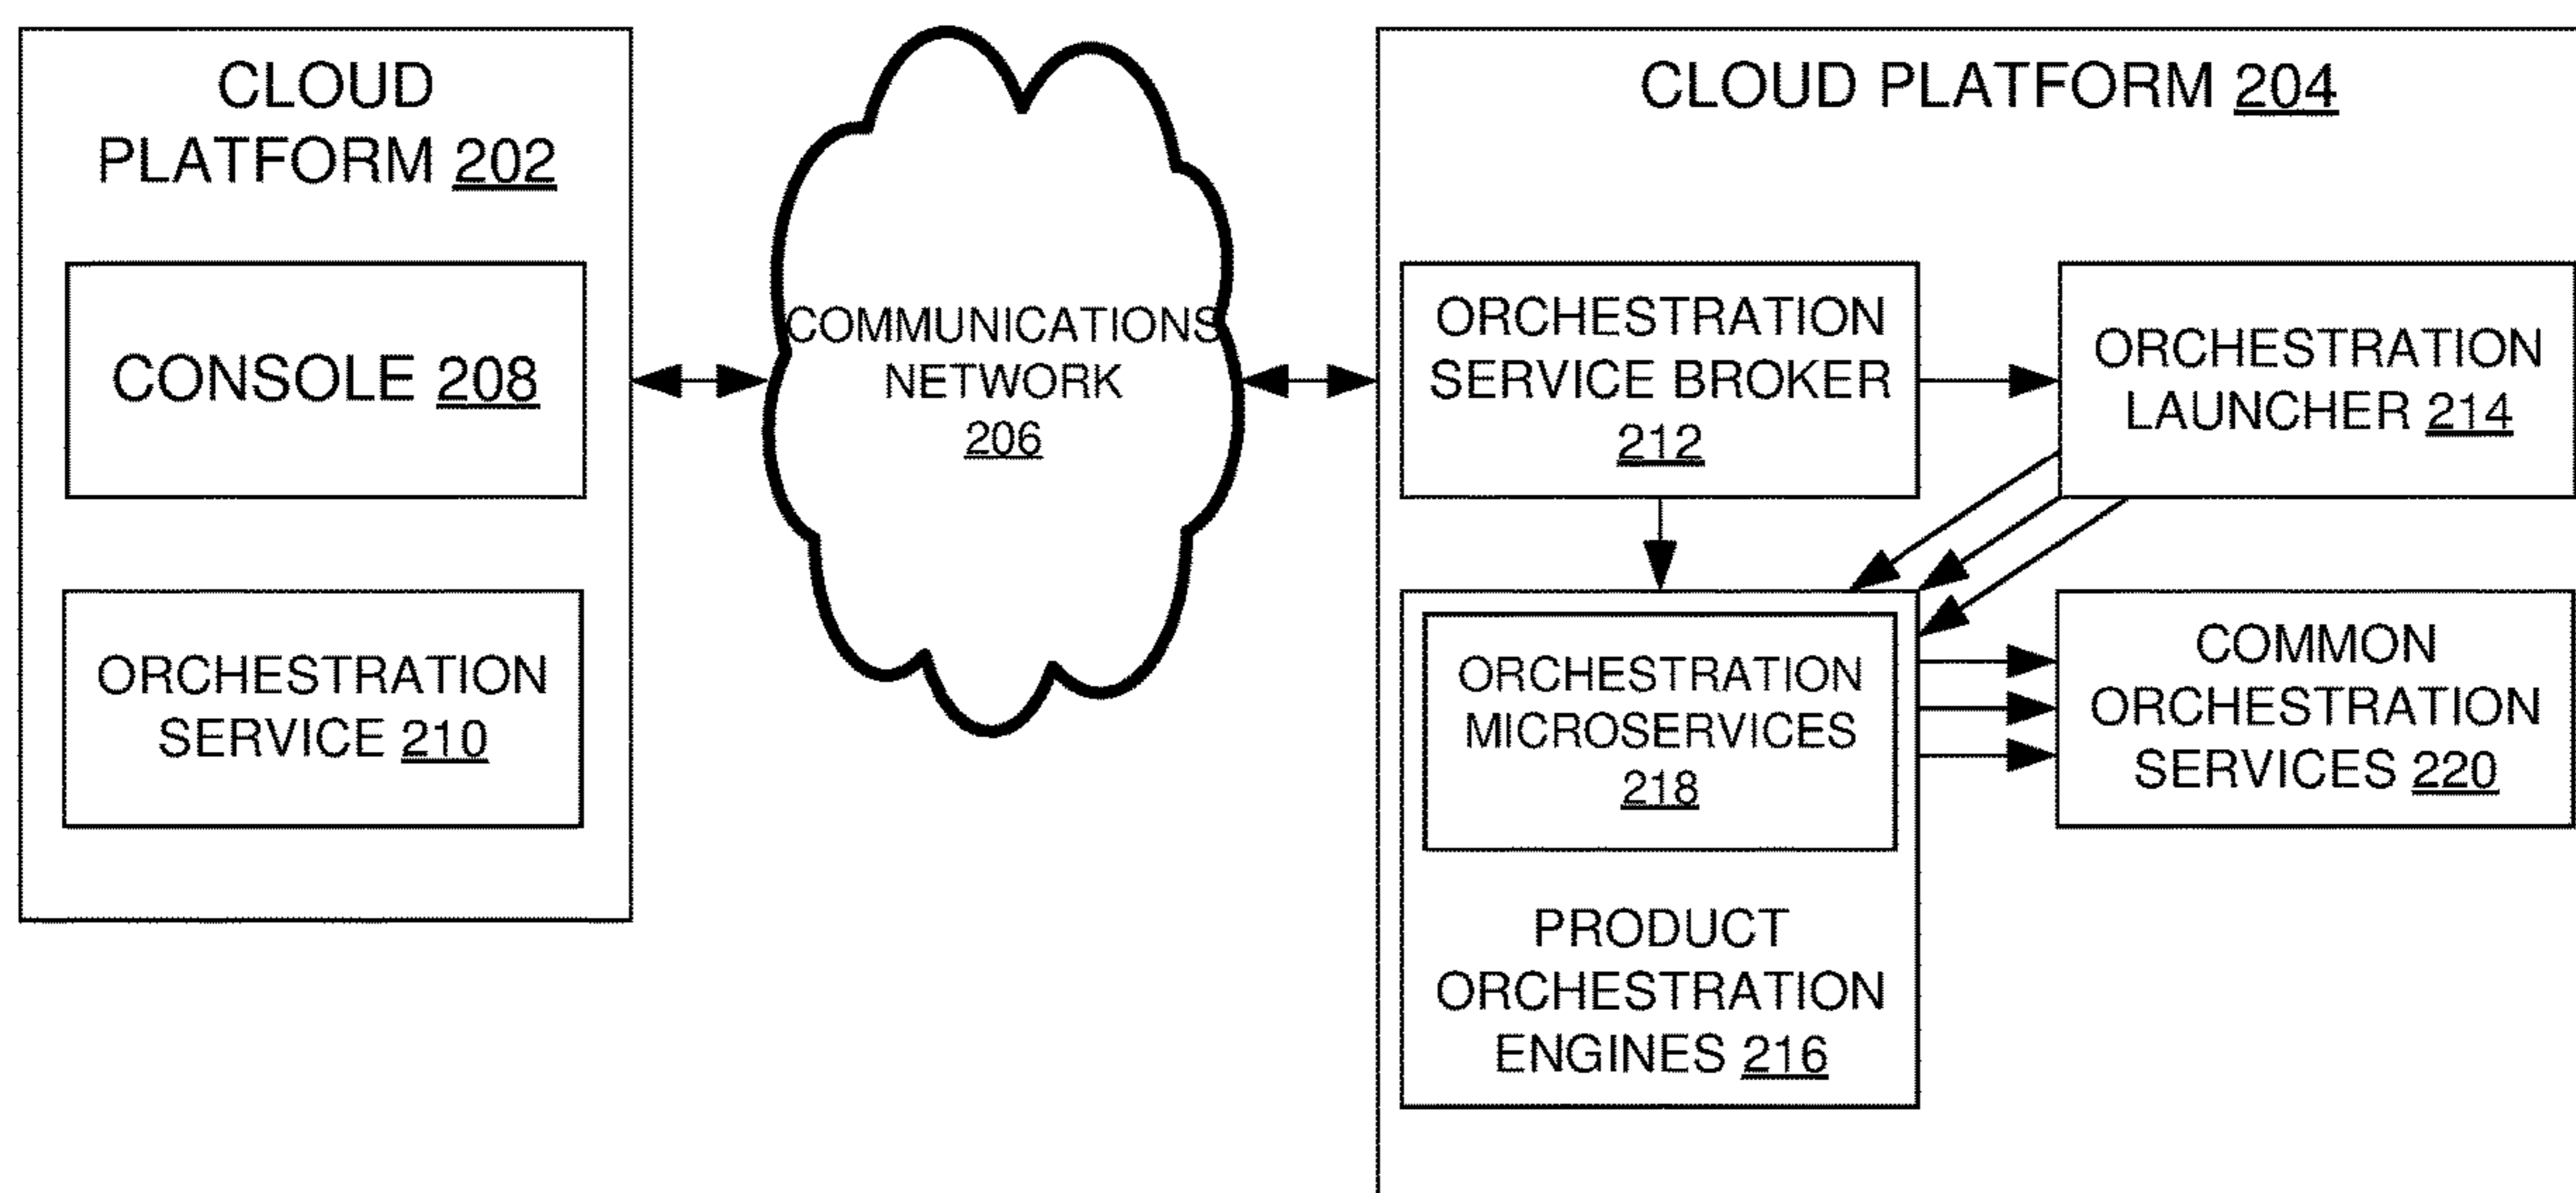 CLOUD
PLATFORM 202
CONSOLE 208
ORCHESTRATION
SERVICE 210
COMMUNICATIONS
NETWORK
206
CLOUD PLATFORM 204
ORCHESTRATION
SERVICE BROKER
212
ORCHESTRATION
LAUNCHER 214
ORCHESTRATION
MICROSERVICES
218
PRODUCT
ORCHESTRATION
ENGINES 216
COMMON
ORCHESTRATION
SERVICES 220